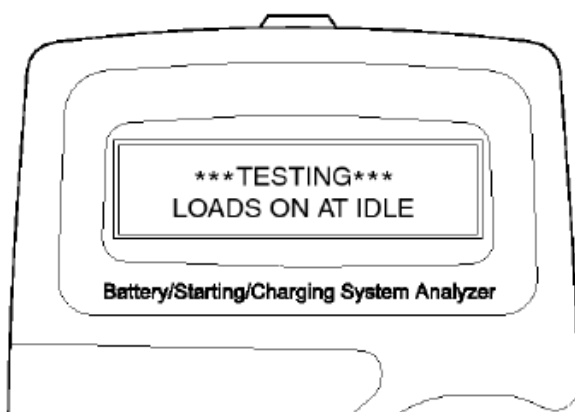 ***TESTING***
LOADS ON AT IDLE
Battery/Starting/Charging System Analyzer